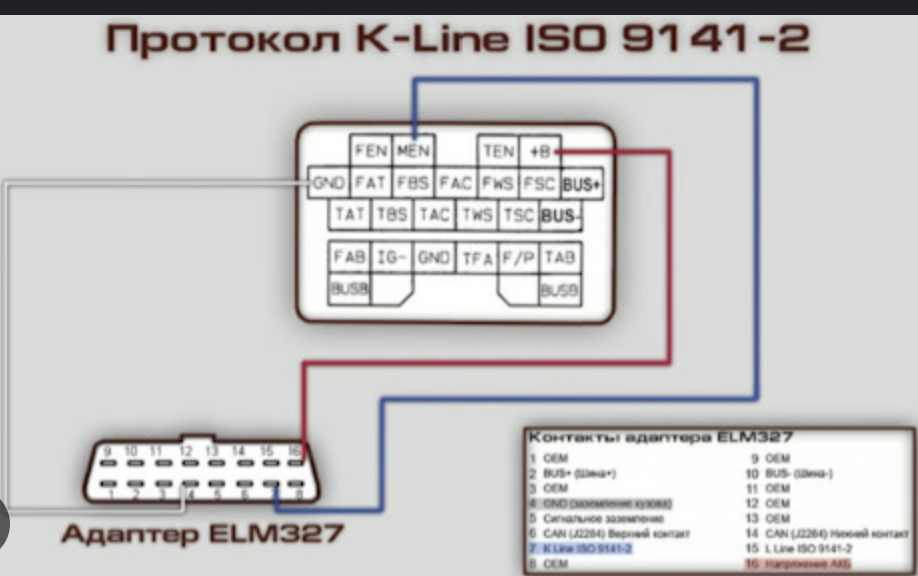 Протокол K-Line ISO 9141-2
FEN MEN TEN +B
GND FAT FBS FAC FWS FSC BUS+
TAT TBS TAC TWS TSC BUS-
FAB IG- GND TFA F/P TAB
BUSB BUSB
9 10 11 12 13 14 15 16
1 2 3 4 5 6 8
Адаптер ELM327
Контакты адаптера ELM327
1 OEM
2 BUS+ (Шина+)
3 OEM
4 GND (заземление кузова)
5 Сигнальное заземление
6 CAN (J2284) Верхний контакт
7 K Line ISO 9141-2
8 OEM
9 OEM
10 BUS- (Шина-)
11 OEM
12 OEM
13 OEM
14 CAN (J2284) Нижний контакт
15 L Line ISO 9141-2
16 Напряжение АКБ